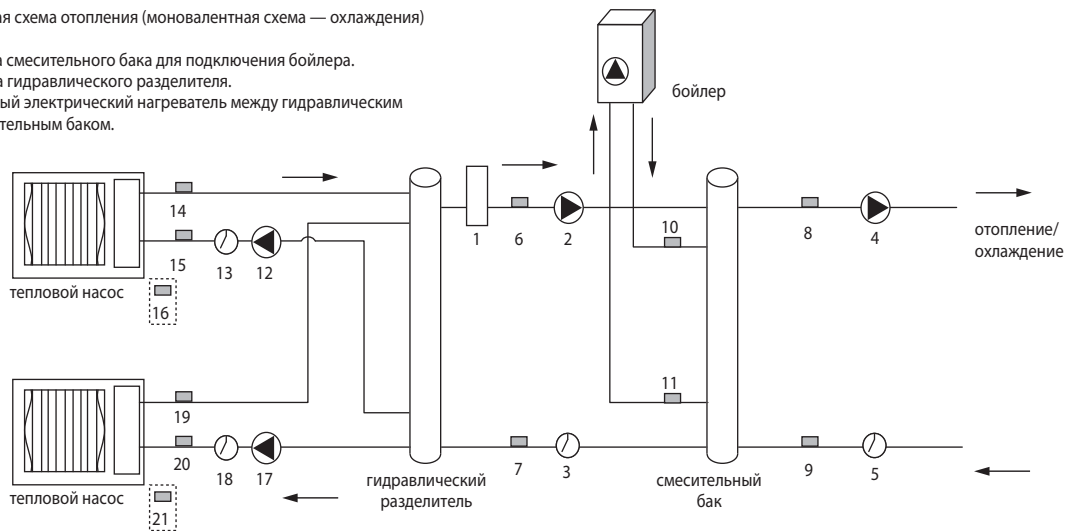 ая схема отопления (моновалентная схема — охлаждения)
а смесительного бака для подключения бойлера.
а гидравлического разделителя.
ый электрический нагреватель между гидравлическим
тельным баком.
бойлер
14
1
6
2
10
8
4
отопление/
охлаждение
15
13
12
тепловой насос
16
11
19
20
18
17
7
3
9
5
гидравлический
разделитель
смесительный
бак
тепловой насос
21